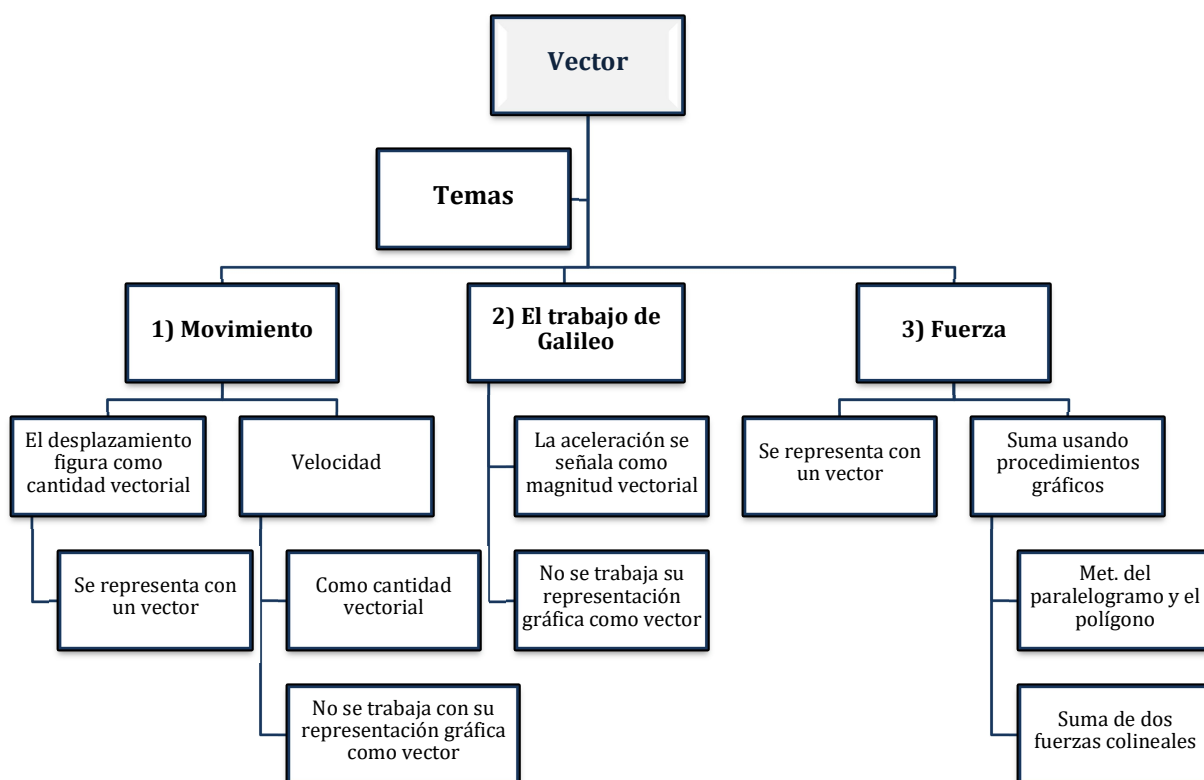 Vector
Temas
1) Movimiento
2) El trabajo de
Galileo
3) Fuerza
El desplazamiento
figura como
cantidad vectorial
Velocidad
La aceleración se
señala como
magnitud vectorial
Se representa con
un vector
Suma usando
procedimientos
gráficos
Se representa con
un vector
Como cantidad
vectorial
No se trabaja su
representación
gráfica como vector
Met. del
paralelogramo y el
polígono
No se trabaja con su
representación gráfica
como vector
Suma de dos
fuerzas colineales